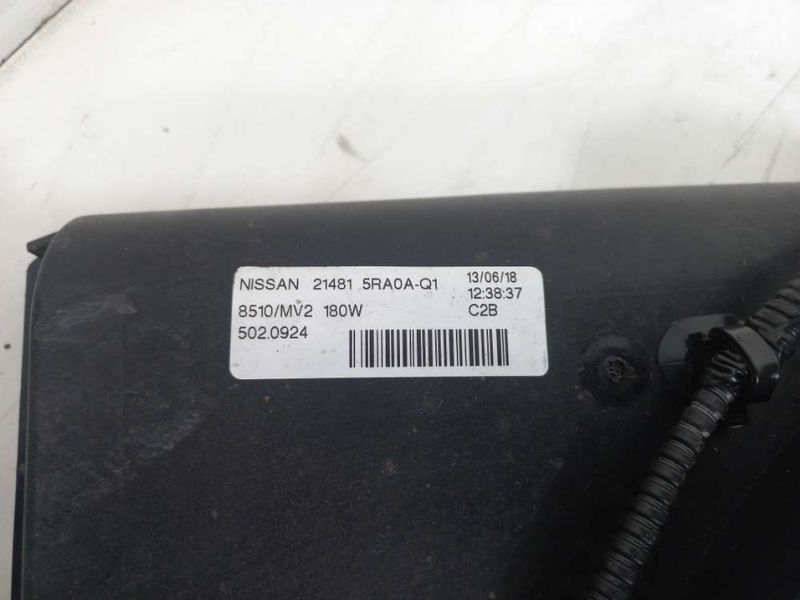 NISSAN 21481 5RA0A-Q1 13/06/18
12:38:37
8510/MV2 180W C2B
502.0924